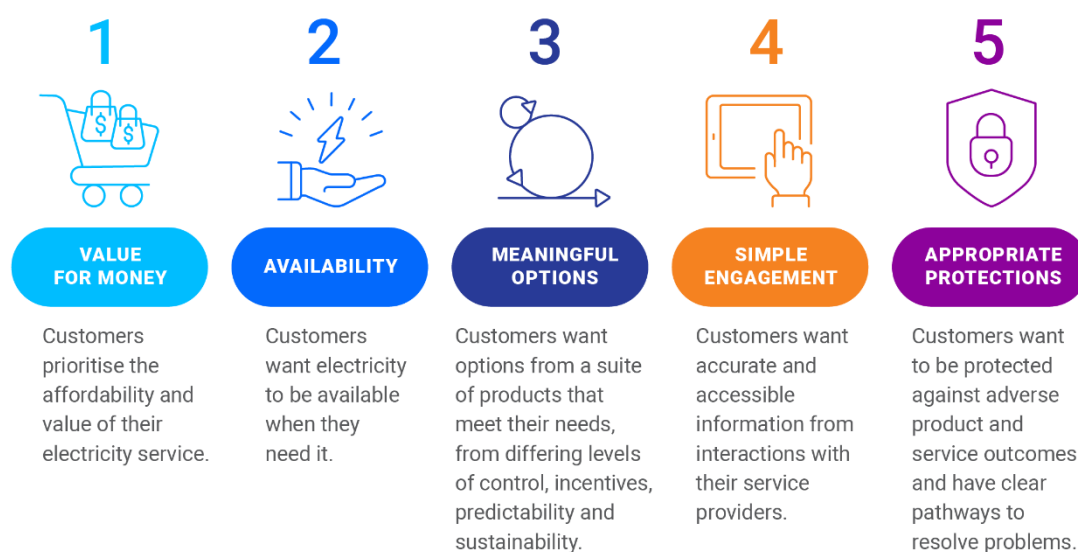 1
2
3
4
5
$
$
VALUE
FOR MONEY
AVAILABILITY
MEANINGFUL
OPTIONS
SIMPLE
ENGAGEMENT
APPROPRIATE
PROTECTIONS
Customers
prioritise the
affordability and
value of their
electricity service.
Customers
want electricity
to be available
when they
need it.
Customers want
options from a suite
of products that
meet their needs,
from differing levels
of control, incentives,
predictability and
sustainability.
Customers want
accurate and
accessible
information from
interactions with
their service
providers.
Customers want
to be protected
against adverse
product and
service outcomes
and have clear
pathways to
resolve problems.